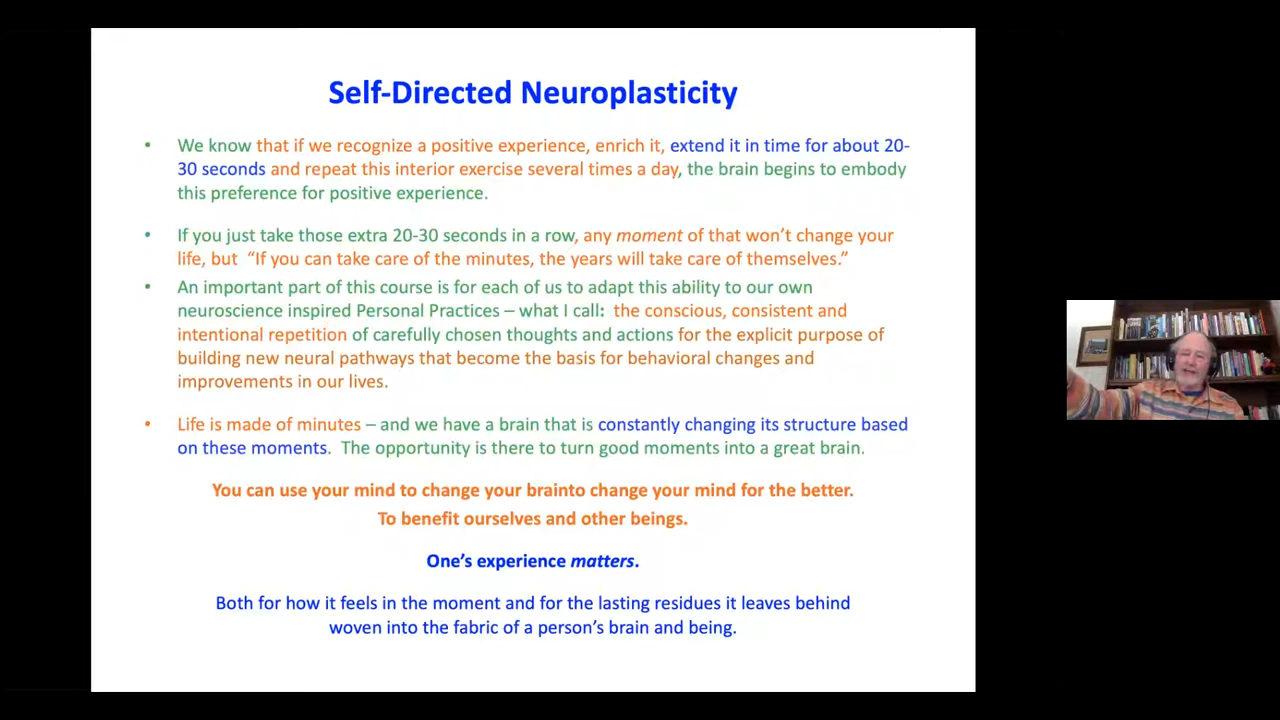 Self-Directed Neuroplasticity
• We know that if we recognize a positive experience, enrich it, extend it in time for about 20-
30 seconds and repeat this interior exercise several times a day, the brain begins to embody
this preference for positive experience.
• If you just take those extra 20-30 seconds in a row, any moment of that won’t change your
life, but “If you can take care of the minutes, the years will take care of themselves.”
• An important part of this course is for each of us to adapt this ability to our own
neuroscience inspired Personal Practices – what I call: the conscious, consistent and
intentional repetition of carefully chosen thoughts and actions for the explicit purpose of
building new neural pathways that become the basis for behavioral changes and
improvements in our lives.
• Life is made of minutes – and we have a brain that is constantly changing its structure based
on these moments. The opportunity is there to turn good moments into a great brain.
You can use your mind to change your brainto change your mind for the better.
To benefit ourselves and other beings.
One’s experience matters.
Both for how it feels in the moment and for the lasting residues it leaves behind
woven into the fabric of a person’s brain and being.